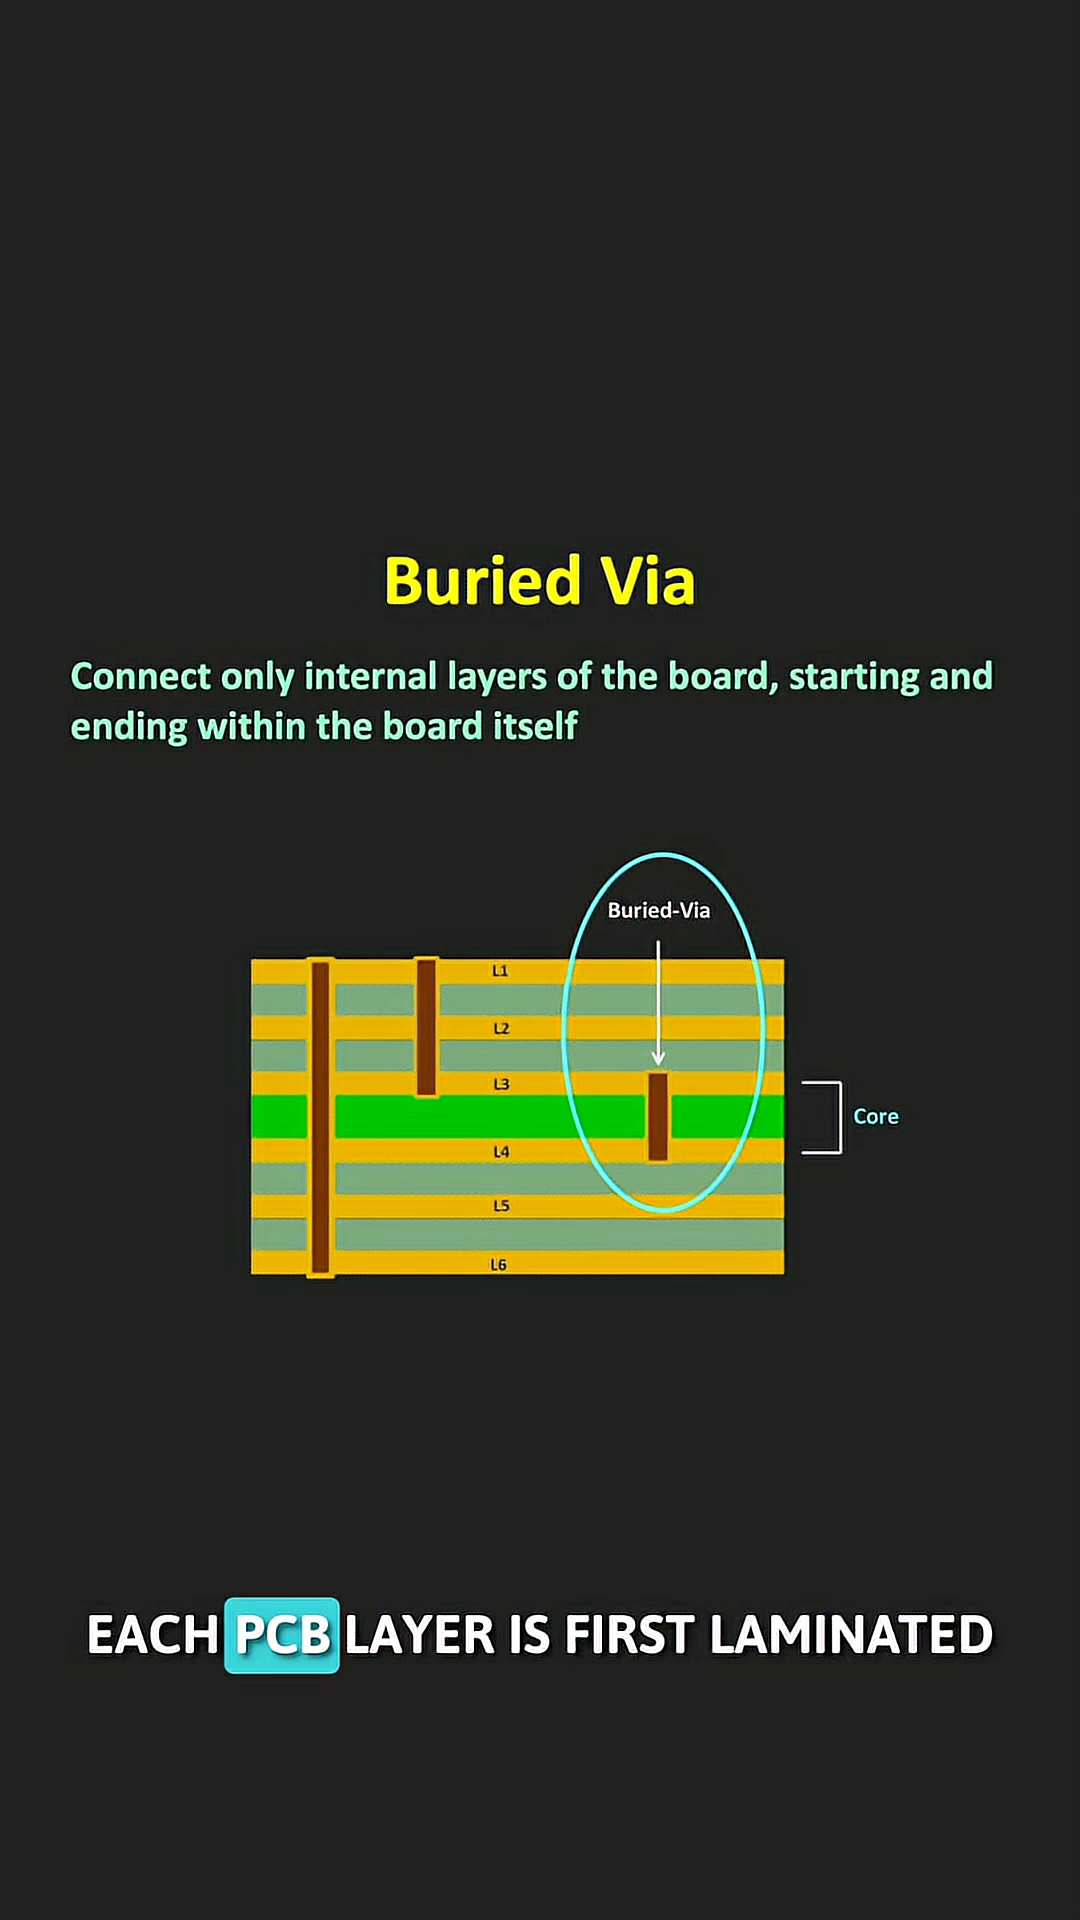 Buried Via
Connect only internal layers of the board, starting and
ending within the board itself
Buried-Via
L1
L2
L3
Core
L4
L5
L6
EACH PCB LAYER IS FIRST LAMINATED